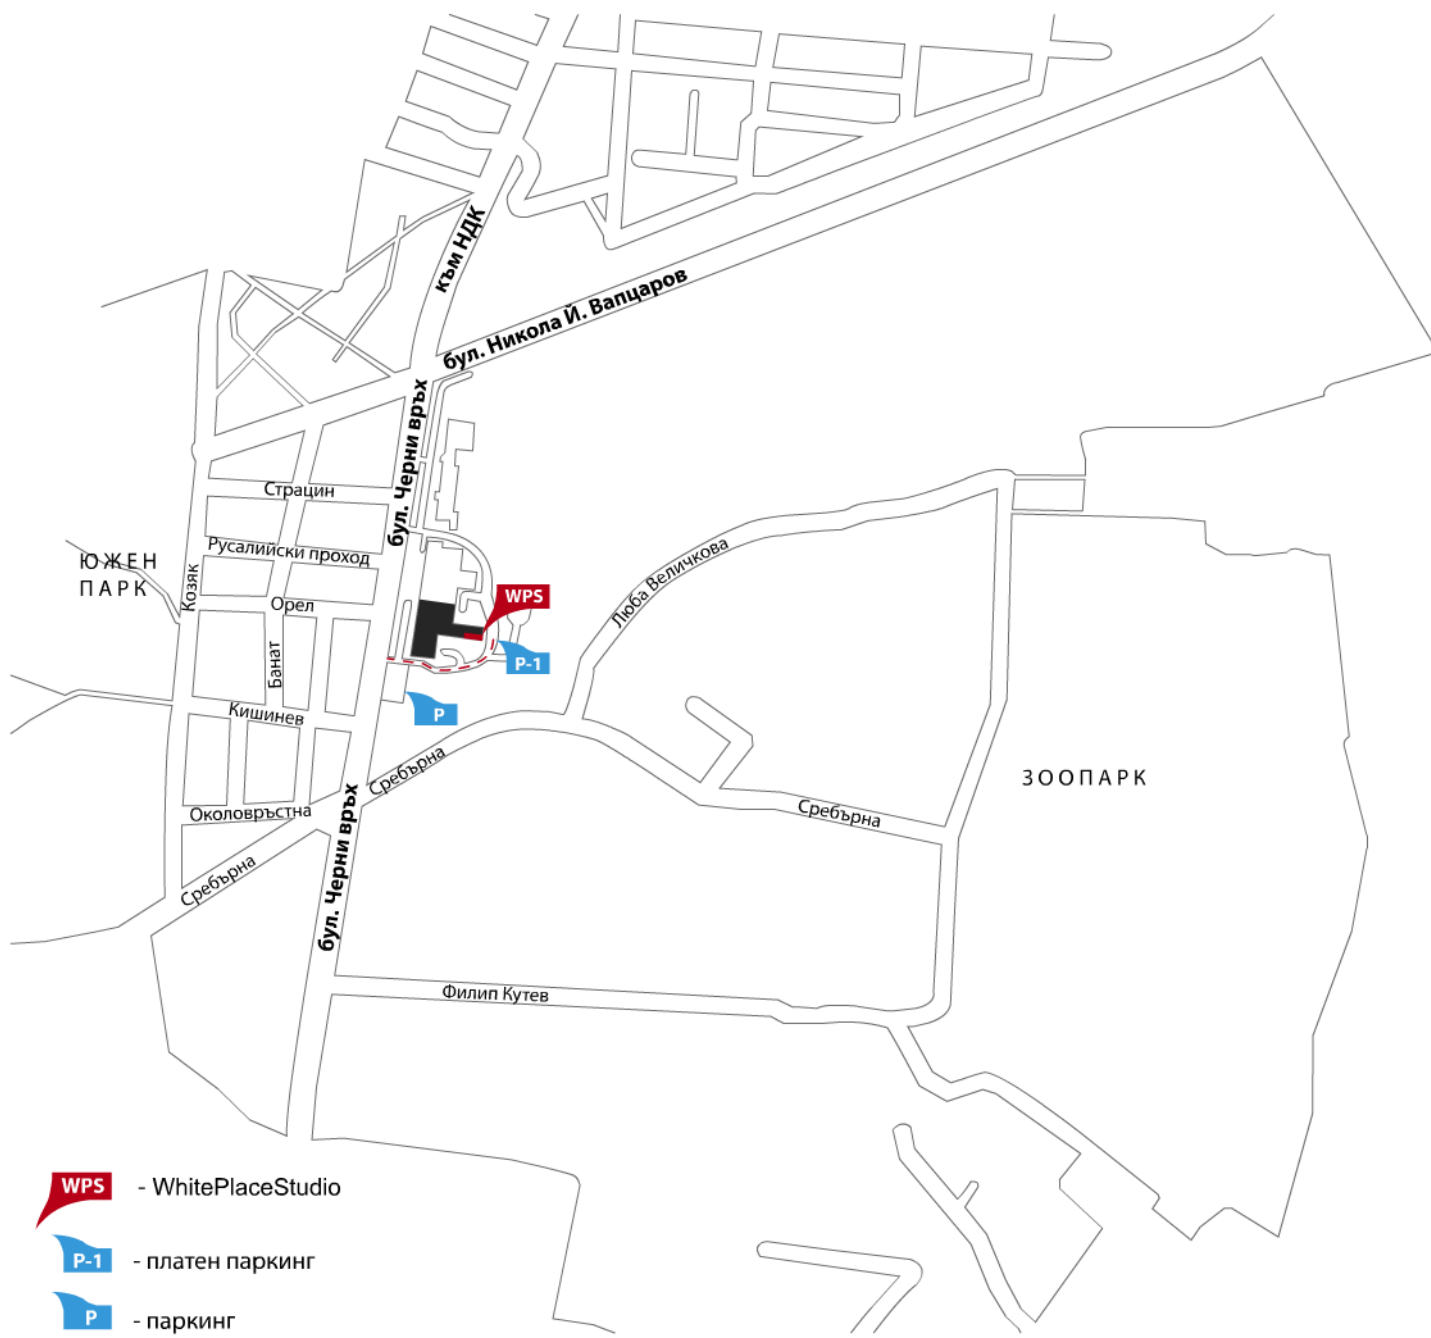 към НДК
бул. Никола Й. Вапцаров
бул. Черни връх
Страцин
Русалийски проход
ЮЖЕН
ПАРК
Козяк
Орел
Банат
WPS
P-1
P
Люба Величкова
Кишинев
Сребърна
ЗООПАРК
Сребърна
Околовръстна
Сребърна
бул. Черни връх
Филип Кутев
WPS - WhitePlaceStudio
P-1 - платен паркинг
P - паркинг